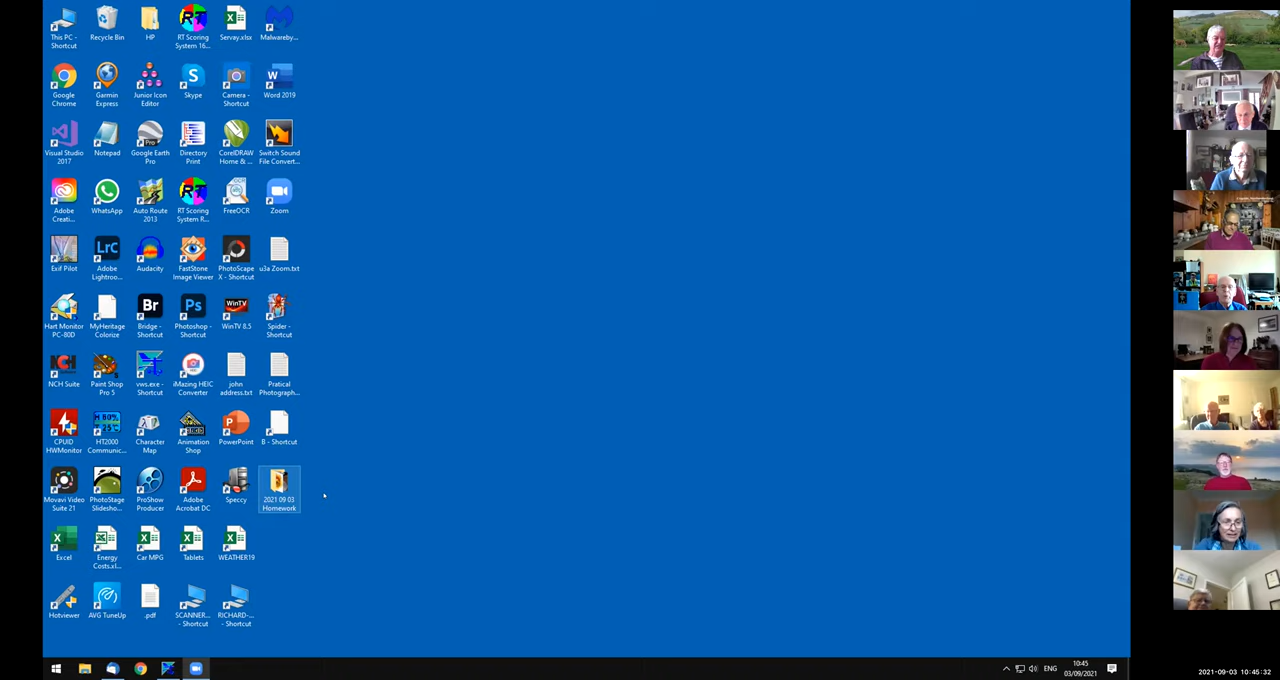 This PC -
Shortcut
Recycle Bin
HP
RT Scoring
System 16...
Servay.xlsx
Malwareby...
Google
Chrome
Garmin
Express
Junior Icon
Editor
Skype
Camera -
Shortcut
Word 2019
Visual Studio
2017
Notepad
Google Earth
Pro
Directory
Print
CorelDRAW
Home & ...
Switch Sound
File Convert...
Adobe
Creati...
WhatsApp
Auto Route
2013
RT Scoring
System R...
FreeOCR
Zoom
Exif Pilot
Adobe
Lightroo...
Audacity
FastStone
Image Viewer
PhotoScape
X - Shortcut
u3a Zoom.txt
Hart Monitor
PC-80D
MyHeritage
Colorize
Bridge -
Shortcut
Photoshop -
Shortcut
WinTV 8.5
Spider -
Shortcut
NCH Suite
Paint Shop
Pro 5
vws.exe -
Shortcut
iMazing HEIC
Converter
john
address.txt
Pratical
Photograph...
CPUID
HWMonitor
HT2000
Communic...
Character
Map
Animation
Shop
PowerPoint
B - Shortcut
Movavi Video
Suite 21
PhotoStage
Slidesho...
ProShow
Producer
Adobe
Acrobat DC
Speccy
2021 09 03
Homework
Excel
Energy
Costs.xl...
Car MPG
Tablets
WEATHER19
Hotviewer
AVG TuneUp
.pdf
SCANNER...
- Shortcut
RICHARD-...
- Shortcut
ENG
10:45
03/09/2021
2021-09-03 10:45:32